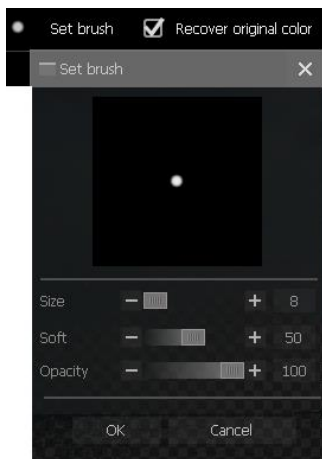 Set brush Recover original color
Set brush
Size 8
Soft 50
Opacity 100
OK Cancel